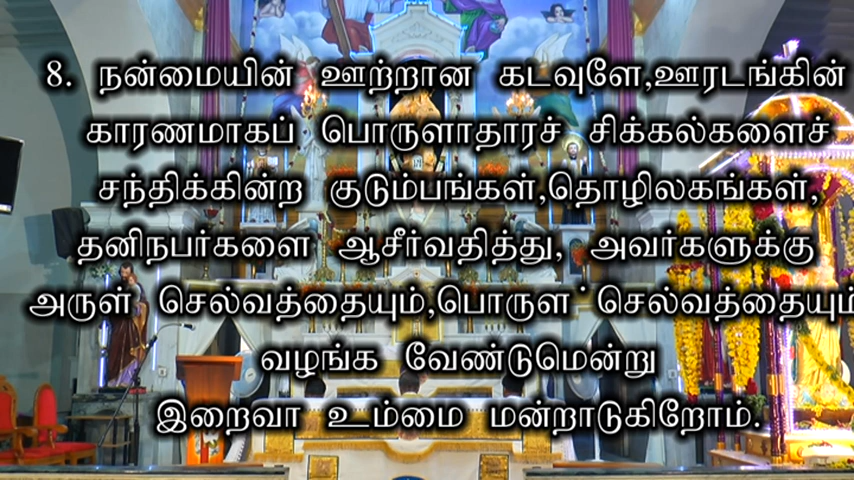 8. நன்மையின் ஊற்றான கடவுளே,ஊரடங்கின்
காரணமாகப் பொருளாதாரச் சிக்கல்களைச்
சந்திக்கின்ற குடும்பங்கள்,தொழிலகங்கள்,
தனிநபர்களை ஆசீர்வதித்து, அவர்களுக்கு
அருள் செல்வத்தையும்,பொருள் செல்வத்தையும்
வழங்க வேண்டுமென்று
இறைவா உம்மை மன்றாடுகிறோம்.